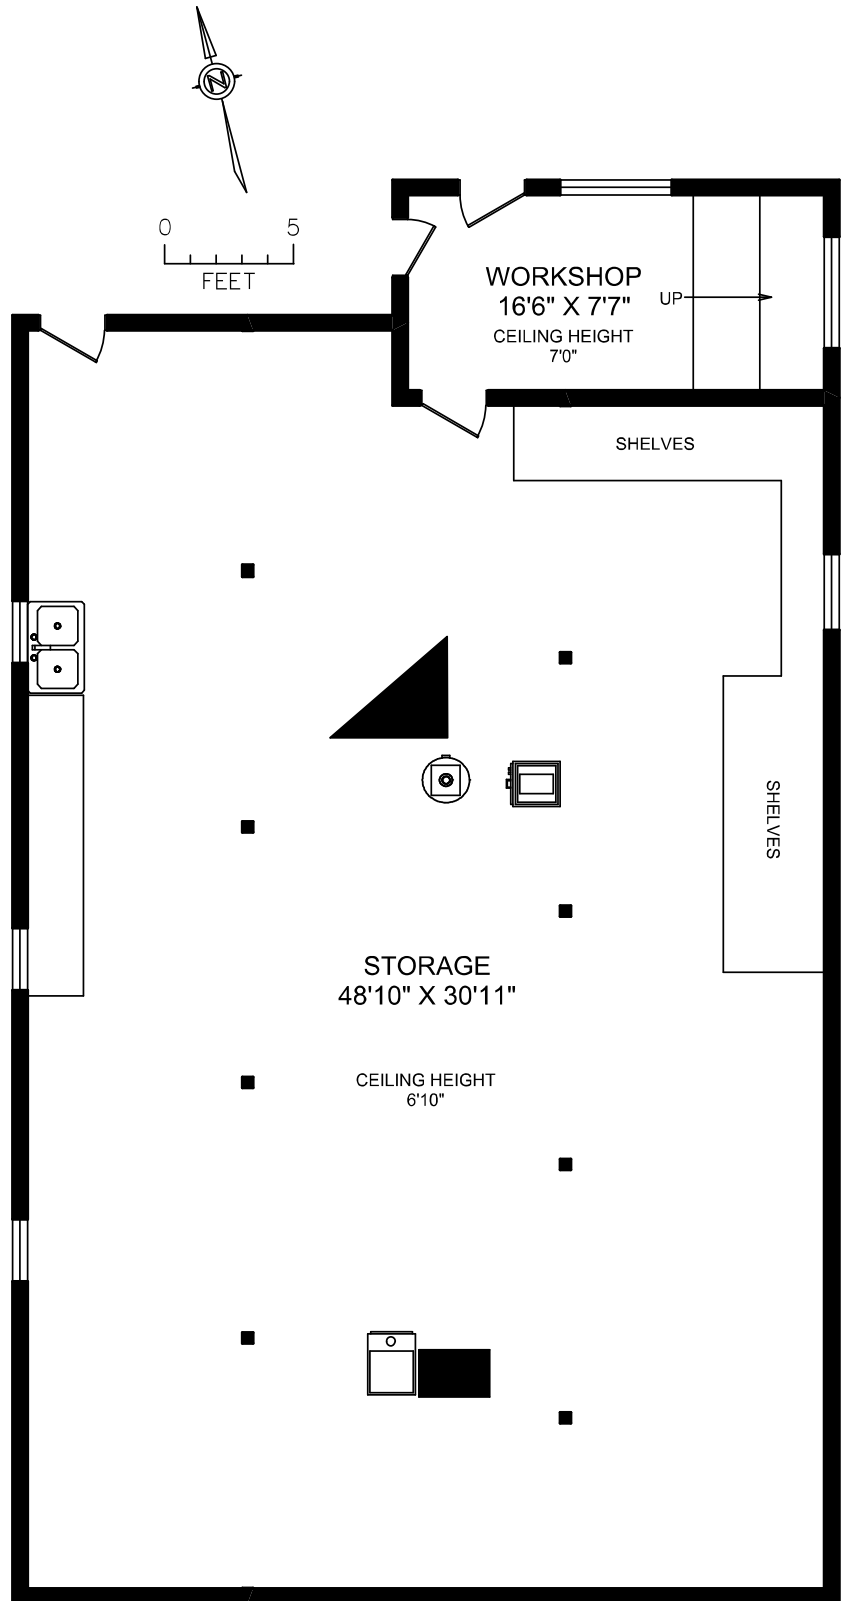 N
0 5
FEET
WORKSHOP
16'6" X 7'7"
CEILING HEIGHT
7'0"
UP
SHELVES
SHELVES
STORAGE
48'10" X 30'11"
CEILING HEIGHT
6'10"